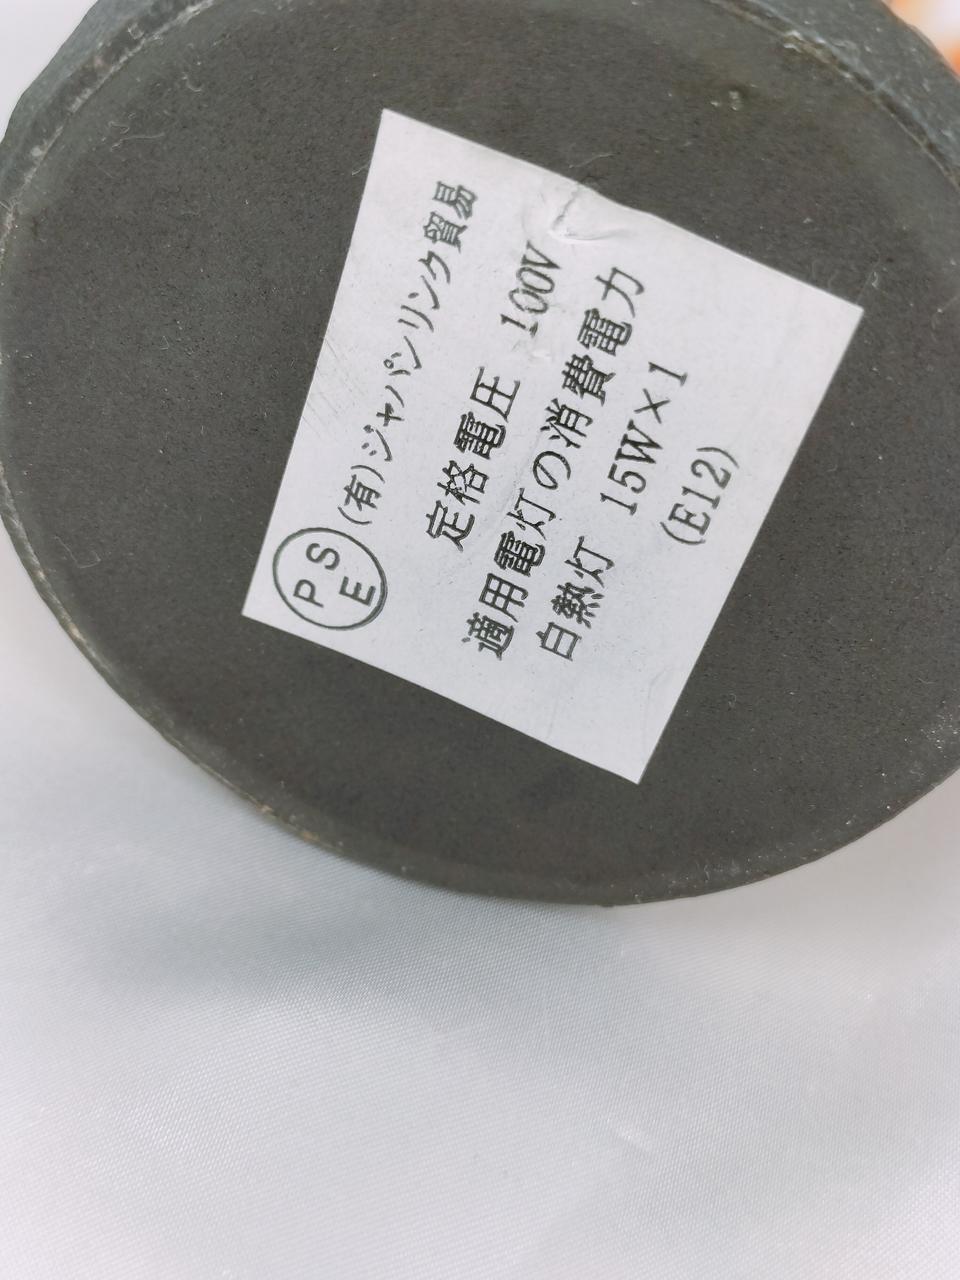 PSE (有)ジャパンリンク貿易
定格電圧 100V
適用電灯の消費電力
白熱灯 15W×1
(E12)